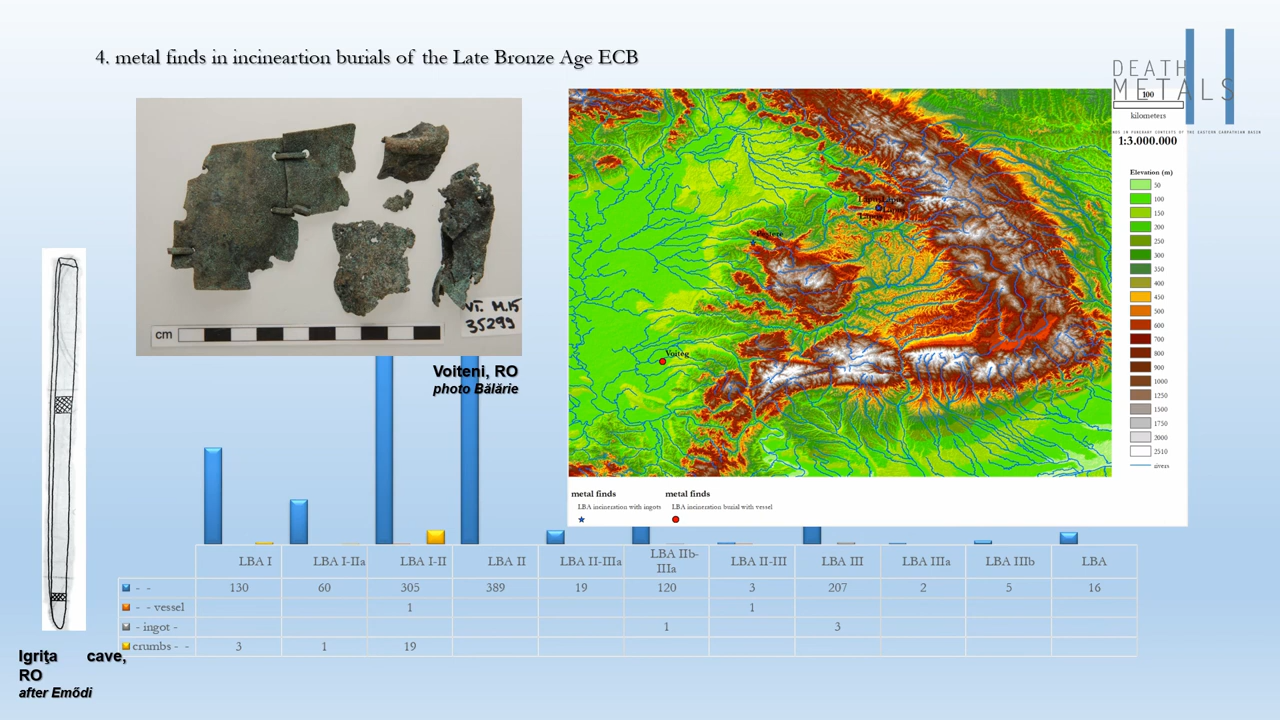 4. metal finds in incineartion burials of the Late Bronze Age ECB
DEATH
METALS
II
100
kilometers
1:3.000.000
Elevation (m)
50
100
150
200
250
300
350
400
450
500
600
700
800
900
1000
1250
1500
1750
2000
2510
Voiteg
cm
M.15
35299
Voiteni, RO
photo Bălărie
metal finds
LBA incineration with ingots
metal finds
LBA incineration burial with vessel
LBA I LBA I-IIa LBA I-II LBA II LBA II-IIIa LBA IIb-IIIa LBA II-III LBA III LBA IIIa LBA IIIb LBA
- - 130 60 305 389 19 120 3 207 2 5 16
- - vessel 1 1
- ingot - 1 3
crumbs - - 3 1 19
Igrița cave,
RO
after Emődi